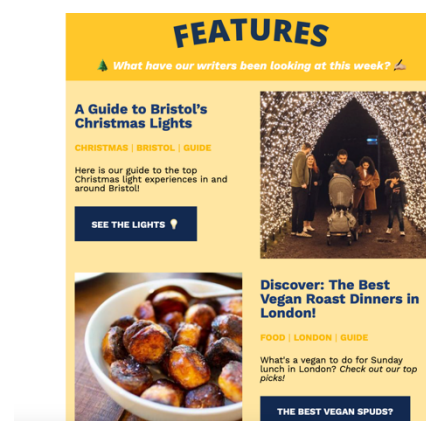 FEATURES
🌲 What have our writers been looking at this week? ✍🏻
A Guide to Bristol's
Christmas Lights
CHRISTMAS | BRISTOL | GUIDE
Here is our guide to the top
Christmas light experiences in and
around Bristol!
SEE THE LIGHTS 💡
Discover: The Best
Vegan Roast Dinners in
London!
FOOD | LONDON | GUIDE
What's a vegan to do for Sunday
lunch in London? Check out our top
picks!
THE BEST VEGAN SPUDS?